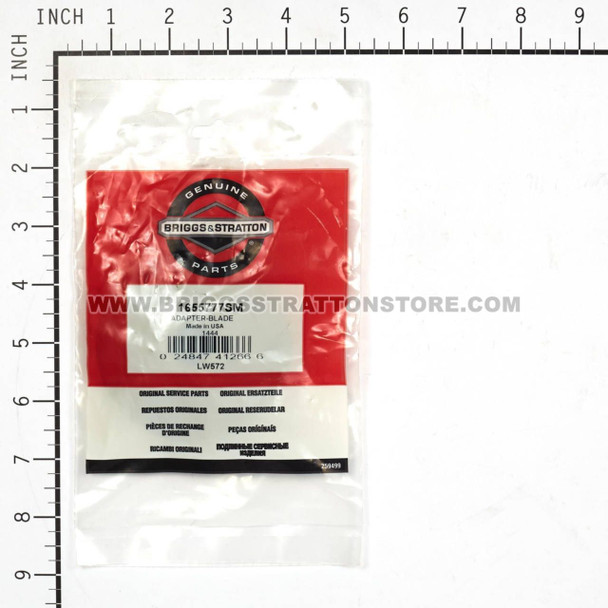 INCH 1 2 3 4 5 6 7 8 9
INCH 1 2 3 4 5 6 7 8 9
GENUINE
BRIGGS&STRATTON
PARTS
WWW.BRIGGSSTRATTONSTORE.COM
1655777SM
ADAPTER-BLADE
Made in USA
1444
0 24847 41266 6
LW572
ORIGINAL SERVICE PARTS ORIGINAL ERSATZTEILE
REPUESTOS ORIGINALES ORIGINAL RESERUDELAR
PIÈCES DE RECHANGE D'ORIGINE PEÇAS ORIGINAIS
RICAMBI ORIGINALI ПОДЛИННЫЕ СЕРВИСНЫЕ ИЗДЕЛИЯ
259499